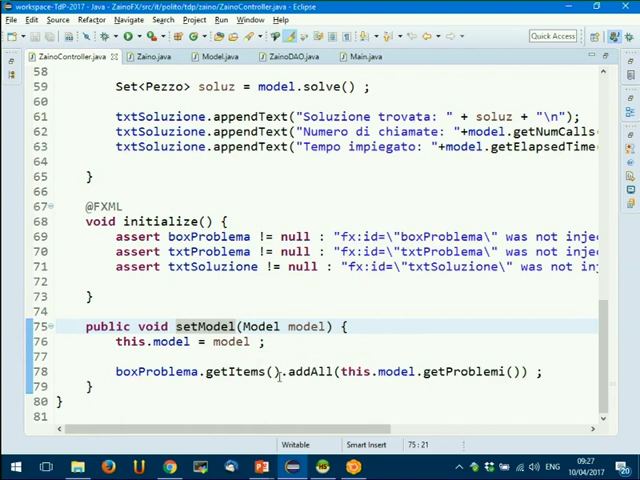 workspace-TdP-2017 - Java - ZainoFX/src/it/polito/tdp/zaino/ZainoController.java - Eclipse
File Edit Source Refactor Navigate Search Project Run Window Help
Quick Access
ZainoController.java Zaino.java Model.java ZainoDAO.java Main.java
58
59 Set<Pezzo> soluz = model.solve() ;
60
61 txtSoluzione.appendText("Soluzione trovata: " + soluz + "\n");
62 txtSoluzione.appendText("Numero di chiamate: "+model.getNumCalls(
63 txtSoluzione.appendText("Tempo impiegato: "+model.getElapsedTime(
64
65 }
66
67 @FXML
68 void initialize() {
69 assert boxProblema != null : "fx:id=\"boxProblema\" was not inje
70 assert txtProblema != null : "fx:id=\"txtProblema\" was not inje
71 assert txtSoluzione != null : "fx:id=\"txtSoluzione\" was not in
72
73 }
74
75 public void setModel(Model model) {
76 this.model = model ;
77
78 boxProblema.getItems().addAll(this.model.getProblemi()) ;
79 }
80 }
81
Writable Smart Insert 75 : 21
ENG 09:27 10/04/2017 20